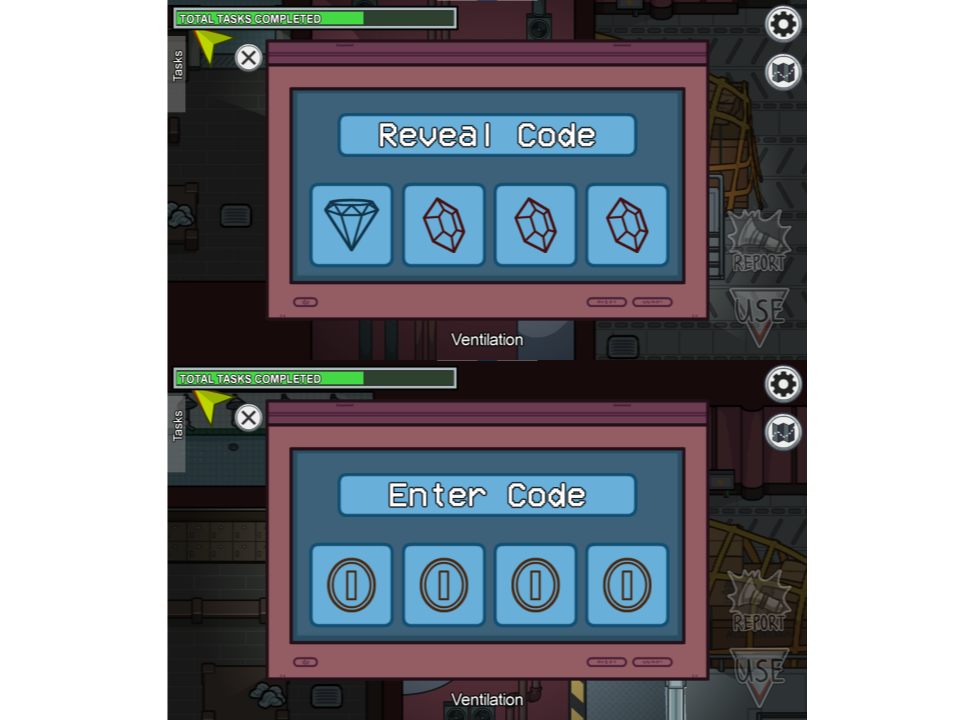 TOTAL TASKS COMPLETED
Tasks
Reveal Code
REPORT
USE
Ventilation
TOTAL TASKS COMPLETED
Tasks
Enter Code
REPORT
USE
Ventilation